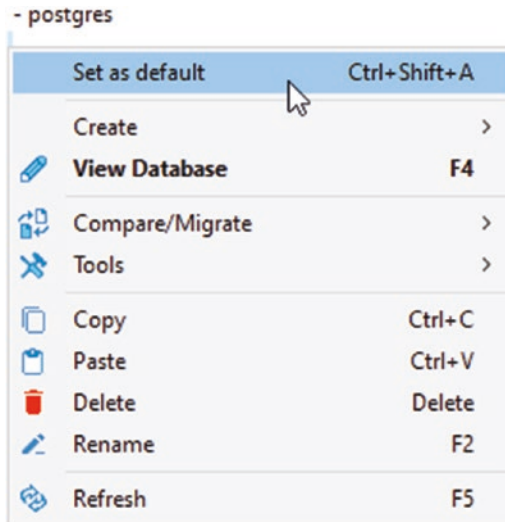 - postgres
Set as default Ctrl+Shift+A
Create >
View Database F4
Compare/Migrate >
Tools >
Copy Ctrl+C
Paste Ctrl+V
Delete Delete
Rename F2
Refresh F5